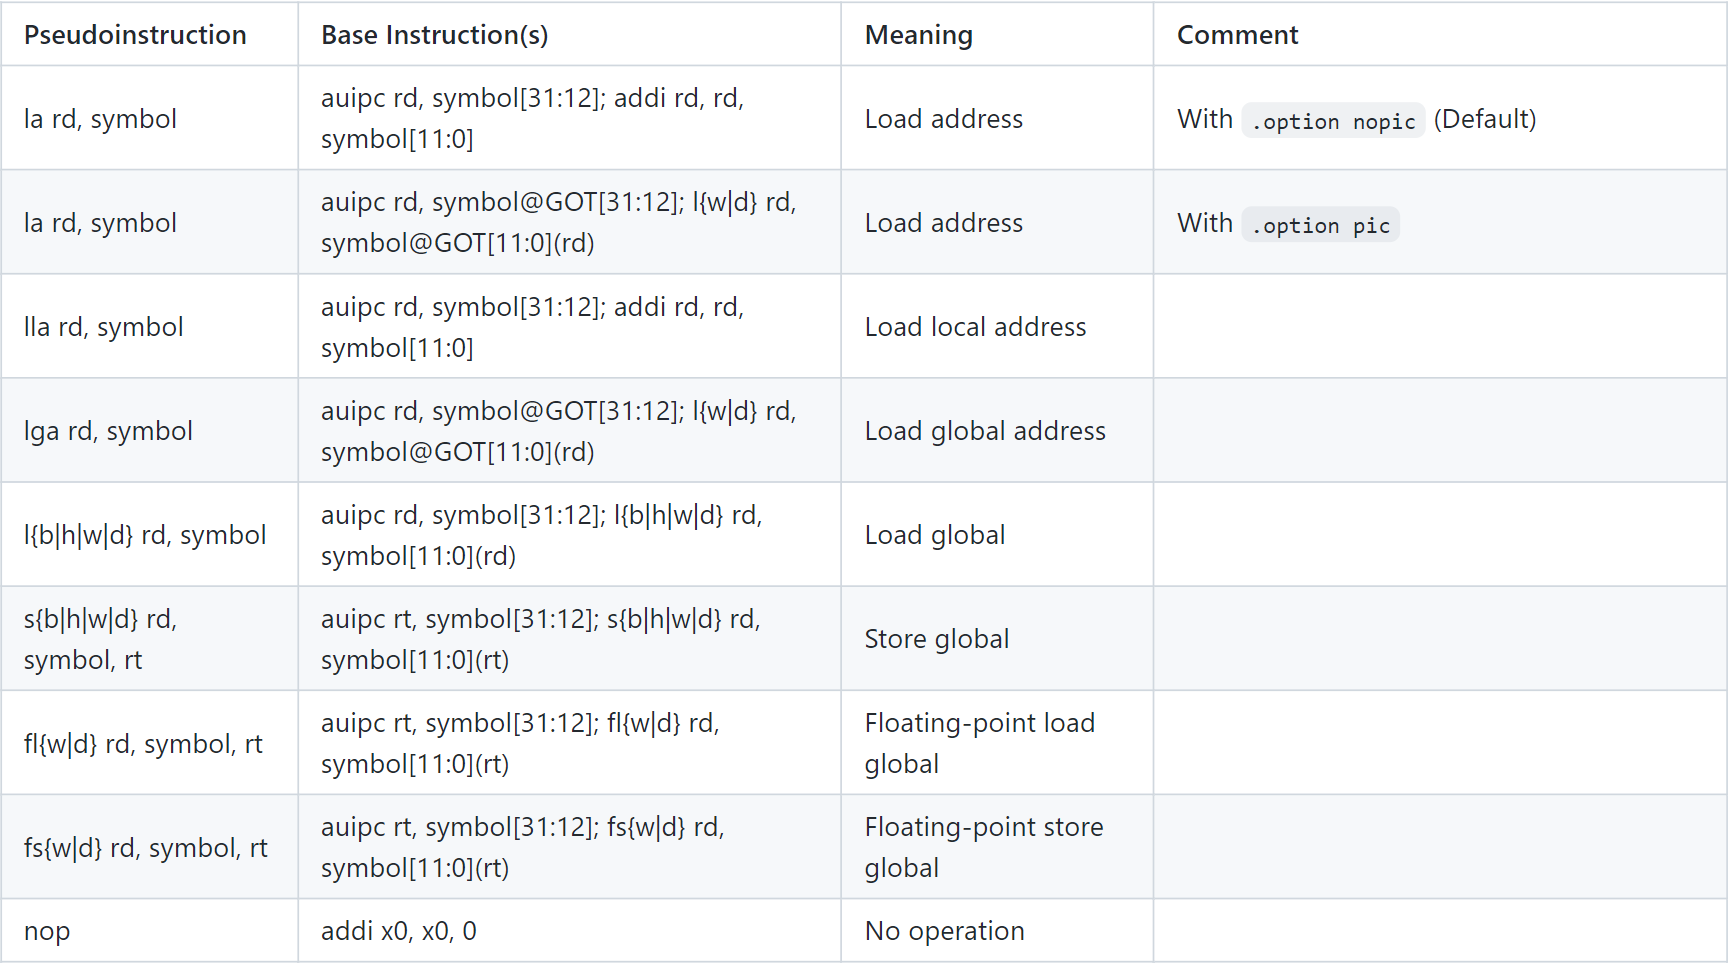 Pseudoinstruction Base Instruction(s) Meaning Comment
la rd, symbol auipc rd, symbol[31:12]; addi rd, rd, symbol[11:0] Load address With .option nopic (Default)
la rd, symbol auipc rd, symbol@GOT[31:12]; l{w|d} rd, symbol@GOT[11:0](rd) Load address With .option pic
lla rd, symbol auipc rd, symbol[31:12]; addi rd, rd, symbol[11:0] Load local address
lga rd, symbol auipc rd, symbol@GOT[31:12]; l{w|d} rd, symbol@GOT[11:0](rd) Load global address
l{b|h|w|d} rd, symbol auipc rd, symbol[31:12]; l{b|h|w|d} rd, symbol[11:0](rd) Load global
s{b|h|w|d} rd, symbol, rt auipc rt, symbol[31:12]; s{b|h|w|d} rd, symbol[11:0](rt) Store global
fl{w|d} rd, symbol, rt auipc rt, symbol[31:12]; fl{w|d} rd, symbol[11:0](rt) Floating-point load global
fs{w|d} rd, symbol, rt auipc rt, symbol[31:12]; fs{w|d} rd, symbol[11:0](rt) Floating-point store global
nop addi x0, x0, 0 No operation